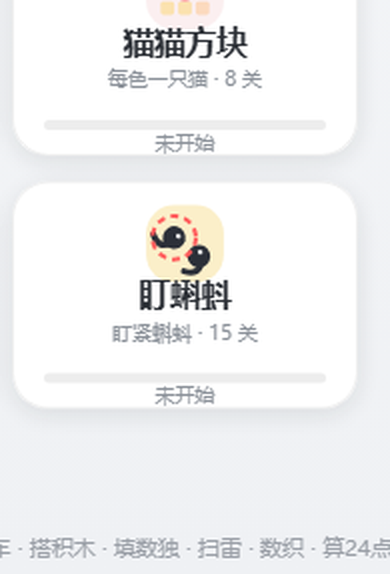 猫猫方块
每色一只猫 · 8 关
未开始
盯蝌蚪
盯紧蝌蚪 · 15 关
未开始
· 搭积木 · 填数独 · 扫雷 · 数织 · 算24点